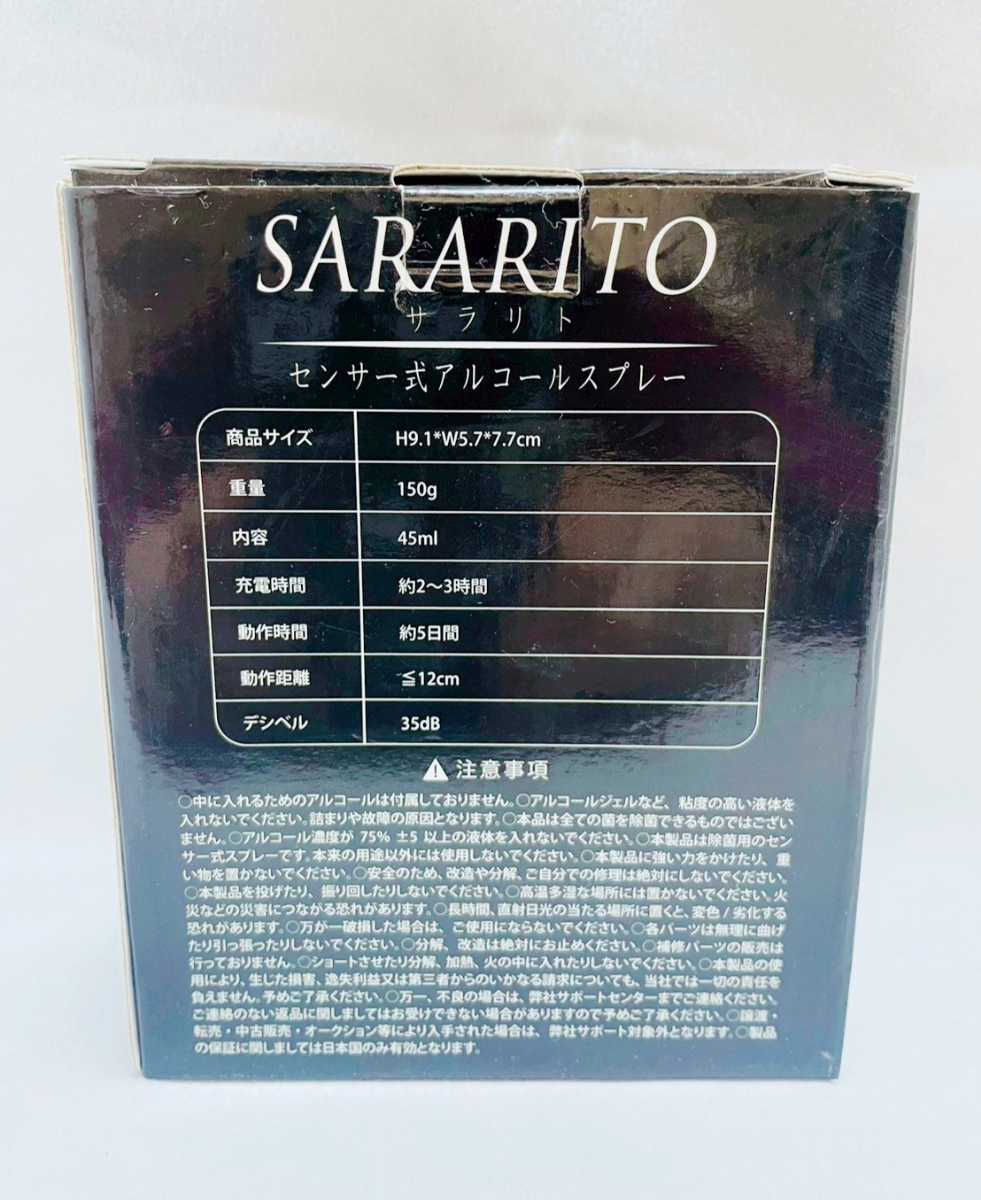 SARARITO
サラリト
センサー式アルコールスプレー
商品サイズ H9.1*W5.7*7.7cm
重量 150g
内容 45ml
充電時間 約2～3時間
動作時間 約5日間
動作距離 ≦12cm
デシベル 35dB
注意事項
○中に入れるためのアルコールは付属しておりません。○アルコールジェルなど、粘度の高い液体を
入れないでください。詰まりや故障の原因となります。○本品は全ての菌を除菌できるものではござい
ません。○アルコール濃度が 75% ±5 以上の液体を入れないでください。○本製品は除菌用のセン
サー式スプレーです。本来の用途以外には使用しないでください。○本製品に強い力をかけたり、重
い物を置かないでください。○安全のため、改造や分解、ご自分での修理は絶対にしないでください。
○本製品を投げたり、振り回したりしないでください。○高温多湿な場所には置かないでください。火
災などの災害につながる恐れがあります。○長時間、直射日光の当たる場所に置くと、変色/劣化する
恐れがあります。○万が一破損した場合は、ご使用にならないでください。○各パーツは無理に曲げ
たり引っ張ったりしないでください。○分解、改造は絶対にお止めください。○補修パーツの販売は
行っておりません。○ショートさせたり分解、加熱、火の中に入れたりしないでください。○本製品の使
用により、生じた損害、逸失利益又は第三者からのいかなる請求についても、当社では一切の責任を
負えません。予めご了承ください。○万一、不良の場合は、弊社サポートセンターまでご連絡ください。
ご連絡のない返品に関しましてはお受けできない場合がありますので予めご了承ください。○譲渡・
転売・中古販売・オークション等により入手された場合は、弊社サポート対象外となります。○製品
の保証に関しましては日本国のみ有効となります。